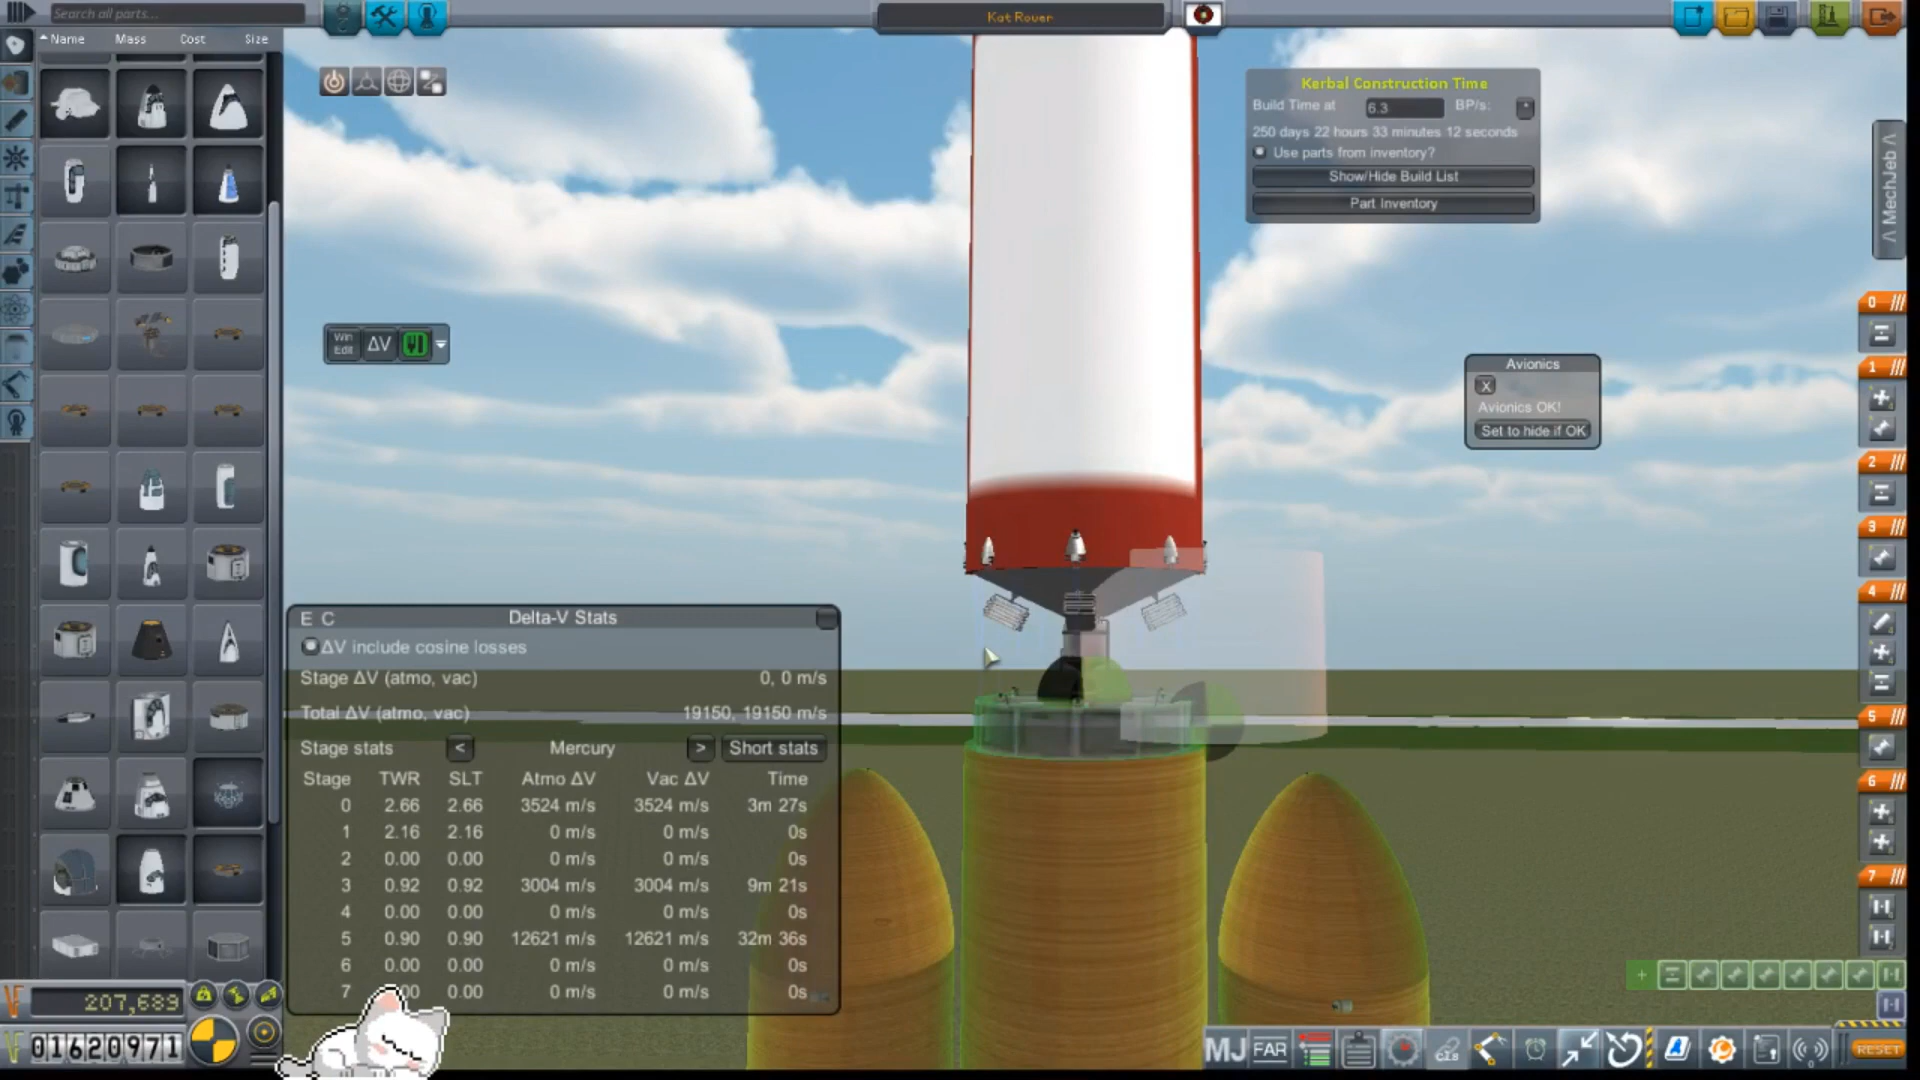 Search all parts...
Kat Rover
Name Mass Cost Size
Kerbal Construction Time
Build Time at 6.3 BP/s: *
250 days 22 hours 33 minutes 12 seconds
Use parts from inventory?
Show/Hide Build List
Part Inventory
< MechJeb <
Win Edit ΔV
Avionics
X
Avionics OK!
Set to hide if OK
0
1
2
3
4
5
6
7
E C Delta-V Stats
ΔV include cosine losses
Stage ΔV (atmo, vac) 0, 0 m/s
Total ΔV (atmo, vac) 19150, 19150 m/s
Stage stats < Mercury > Short stats
Stage TWR SLT Atmo ΔV Vac ΔV Time
0 2.66 2.66 3524 m/s 3524 m/s 3m 27s
1 2.16 2.16 0 m/s 0 m/s 0s
2 0.00 0.00 0 m/s 0 m/s 0s
3 0.92 0.92 3004 m/s 3004 m/s 9m 21s
4 0.00 0.00 0 m/s 0 m/s 0s
5 0.90 0.90 12621 m/s 12621 m/s 32m 36s
6 0.00 0.00 0 m/s 0 m/s 0s
7 00 0.00 0 m/s 0 m/s 0s
207,689
01620971
MJ FAR cls RESET